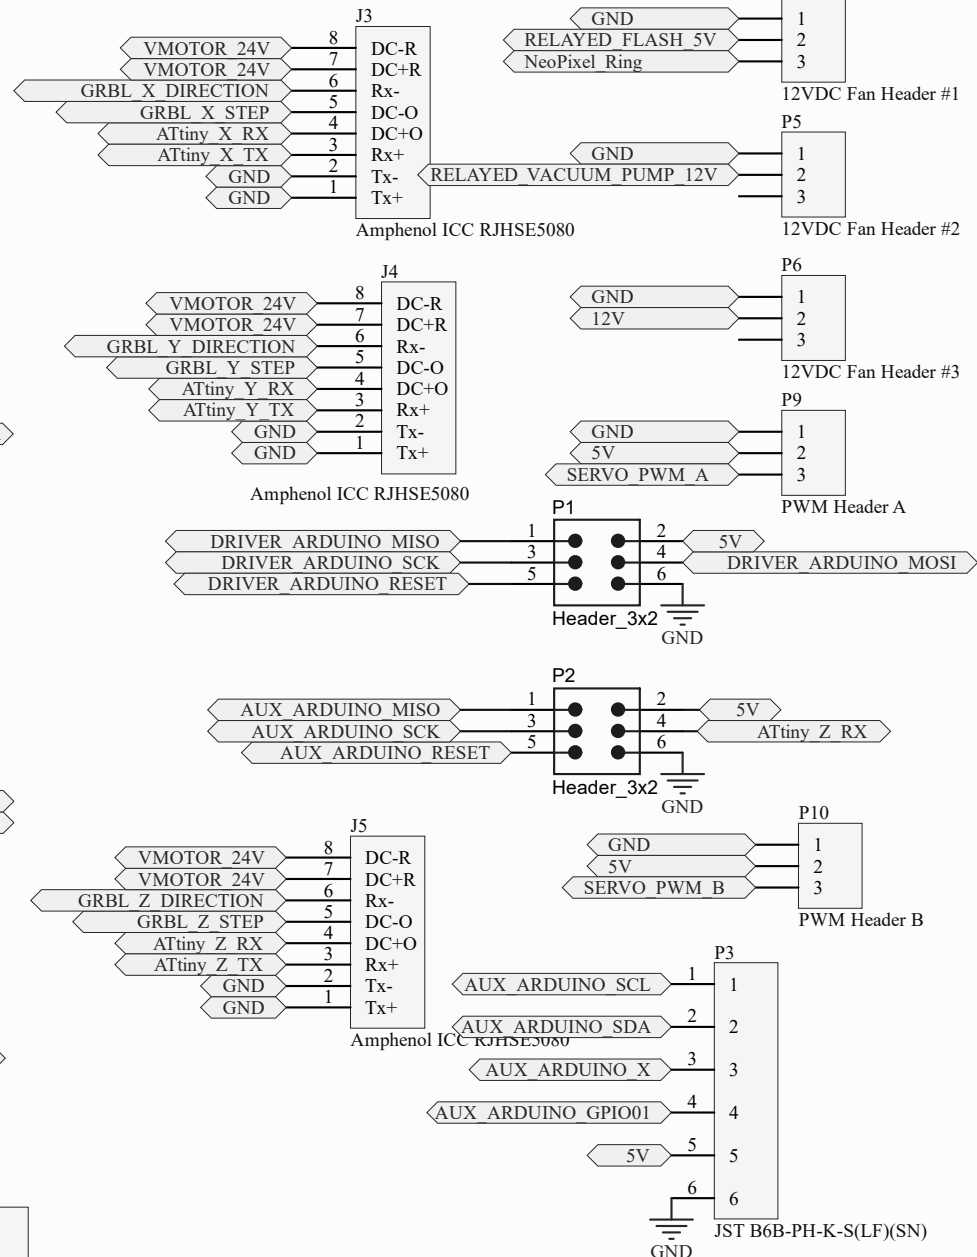 J3
VMOTOR_24V 8 DC-R
VMOTOR_24V 7 DC+R
GRBL_X_DIRECTION 6 Rx-
GRBL_X_STEP 5 DC-O
ATtiny_X_RX 4 DC+O
ATtiny_X_TX 3 Rx+
GND 2 Tx-
GND 1 Tx+
Amphenol ICC RJHSE5080
GND 1
RELAYED_FLASH_5V 2
NeoPixel_Ring 3
12VDC Fan Header #1
P5
GND 1
RELAYED_VACUUM_PUMP_12V 2
3
12VDC Fan Header #2
J4
VMOTOR_24V 8 DC-R
VMOTOR_24V 7 DC+R
GRBL_Y_DIRECTION 6 Rx-
GRBL_Y_STEP 5 DC-O
ATtiny_Y_RX 4 DC+O
ATtiny_Y_TX 3 Rx+
GND 2 Tx-
GND 1 Tx+
Amphenol ICC RJHSE5080
P6
GND 1
12V 2
3
12VDC Fan Header #3
P9
GND 1
5V 2
SERVO_PWM_A 3
PWM Header A
P1
DRIVER_ARDUINO_MISO 1 2 5V
DRIVER_ARDUINO_SCK 3 4 DRIVER_ARDUINO_MOSI
DRIVER_ARDUINO_RESET 5 6
Header_3x2
GND
P2
AUX_ARDUINO_MISO 1 2 5V
AUX_ARDUINO_SCK 3 4 ATtiny_Z_RX
AUX_ARDUINO_RESET 5 6
Header_3x2
GND
J5
VMOTOR_24V 8 DC-R
VMOTOR_24V 7 DC+R
GRBL_Z_DIRECTION 6 Rx-
GRBL_Z_STEP 5 DC-O
ATtiny_Z_RX 4 DC+O
ATtiny_Z_TX 3 Rx+
GND 2 Tx-
GND 1 Tx+
Amphenol ICC RJHSE5080
P10
GND 1
5V 2
SERVO_PWM_B 3
PWM Header B
P3
AUX_ARDUINO_SCL 1 1
AUX_ARDUINO_SDA 2 2
AUX_ARDUINO_X 3 3
AUX_ARDUINO_GPIO01 4 4
5V 5 5
6 6
GND
JST B6B-PH-K-S(LF)(SN)